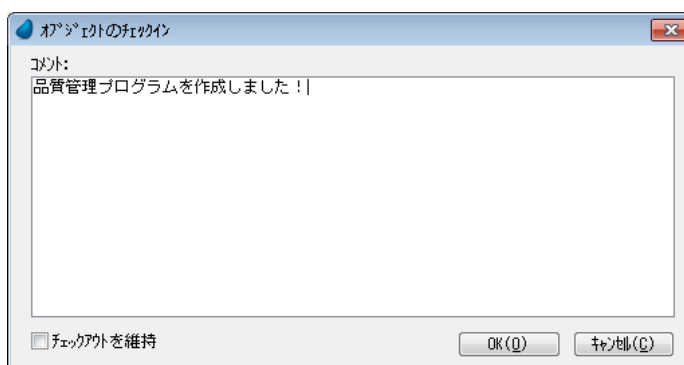 ｵﾌﾞｼﾞｪｸﾄのﾁｪｯｸｲﾝ
ｺﾒﾝﾄ:
品質管理プログラムを作成しました！
ﾁｪｯｸｱｳﾄを維持
OK(O)
ｷｬﾝｾﾙ(C)